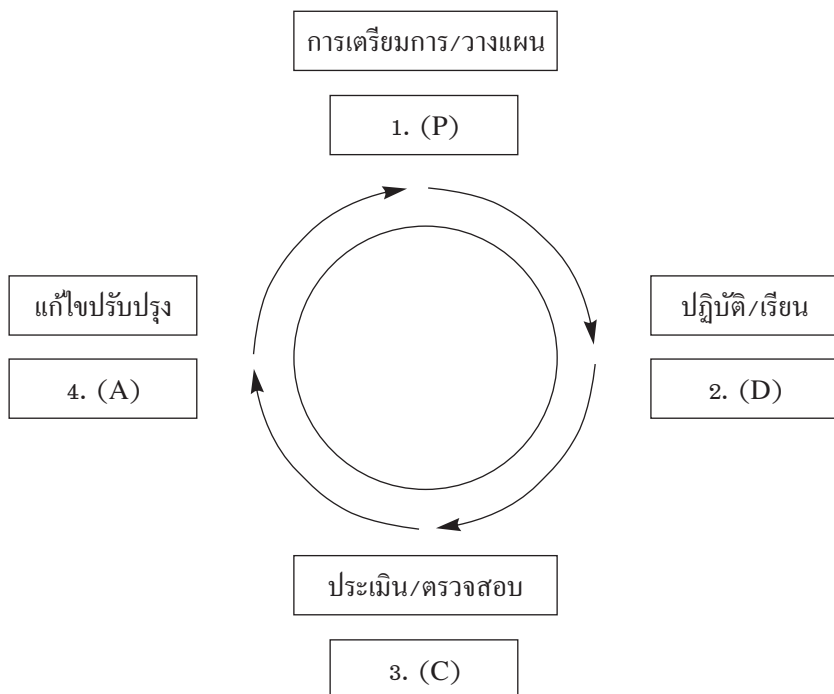 การเตรียมการ/วางแผน
1. (P)
แก้ไขปรับปรุง
4. (A)
ปฏิบัติ/เรียน
2. (D)
ประเมิน/ตรวจสอบ
3. (C)